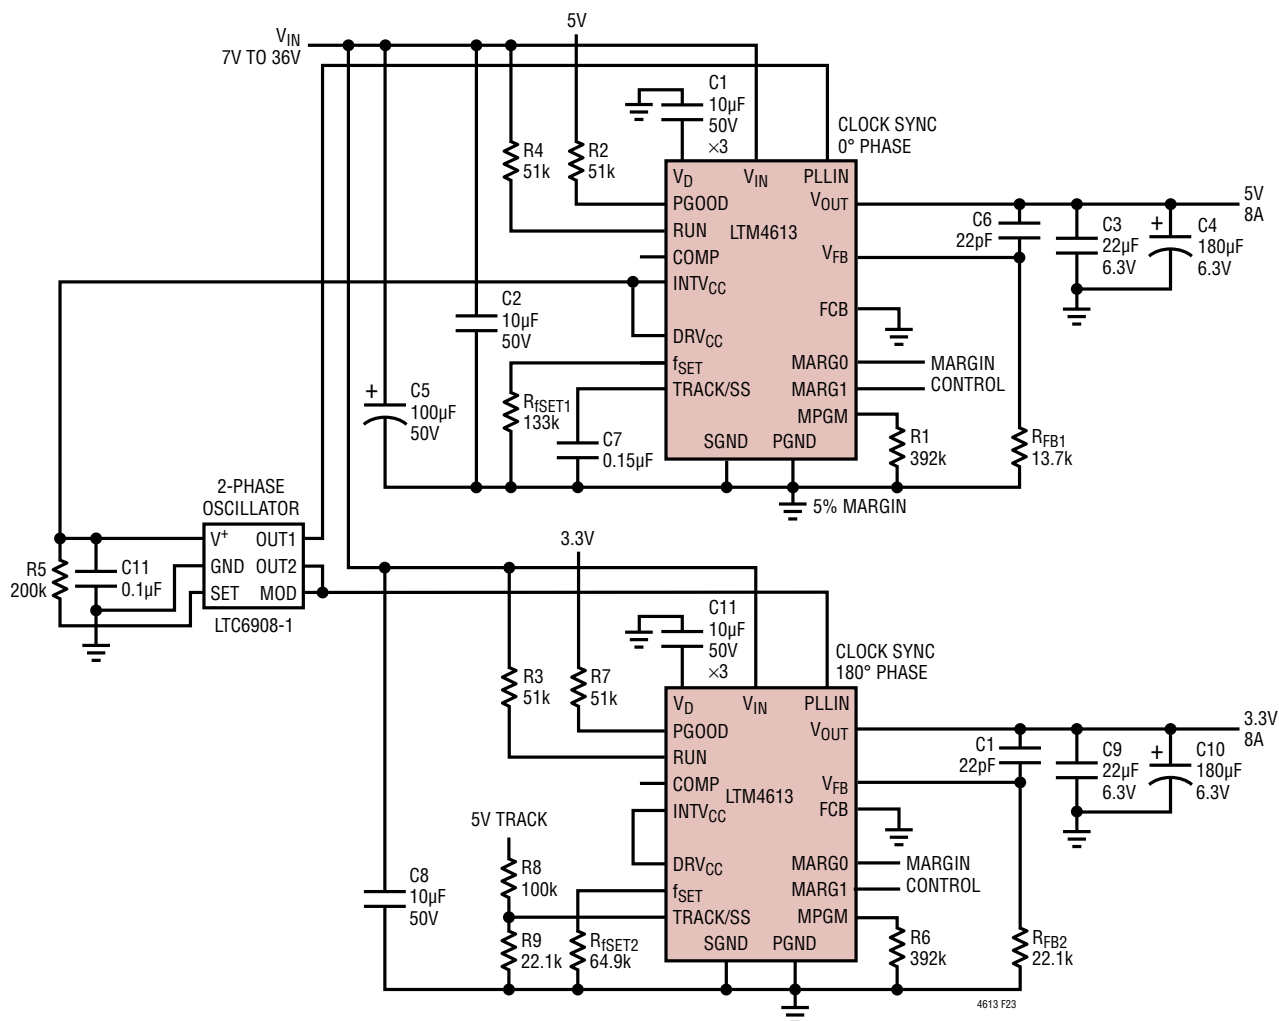 VIN
7V TO 36V
5V
C1
10µF
50V
×3
CLOCK SYNC
0° PHASE
R4
51k
R2
51k
VD
VIN
PLLIN
PGOOD
VOUT
RUN
LTM4613
COMP
VFB
INTVCC
FCB
DRVCC
fSET
MARG0
TRACK/SS
MARG1
MPGM
SGND
PGND
MARGIN
CONTROL
5V
8A
C6
22pF
C3
22µF
6.3V
+
C4
180µF
6.3V
C2
10µF
50V
+
C5
100µF
50V
RfSET1
133k
C7
0.15µF
R1
392k
RFB1
13.7k
5% MARGIN
2-PHASE
OSCILLATOR
V+
OUT1
GND
OUT2
SET
MOD
LTC6908-1
R5
200k
C11
0.1µF
3.3V
C11
10µF
50V
×3
CLOCK SYNC
180° PHASE
R3
51k
R7
51k
VD
VIN
PLLIN
PGOOD
VOUT
RUN
COMP
LTM4613
VFB
INTVCC
FCB
DRVCC
MARG0
fSET
MARG1
TRACK/SS
MPGM
SGND
PGND
MARGIN
CONTROL
3.3V
8A
C1
22pF
C9
22µF
6.3V
+
C10
180µF
6.3V
5V TRACK
R8
100k
C8
10µF
50V
R9
22.1k
RfSET2
64.9k
R6
392k
RFB2
22.1k
4613 F23